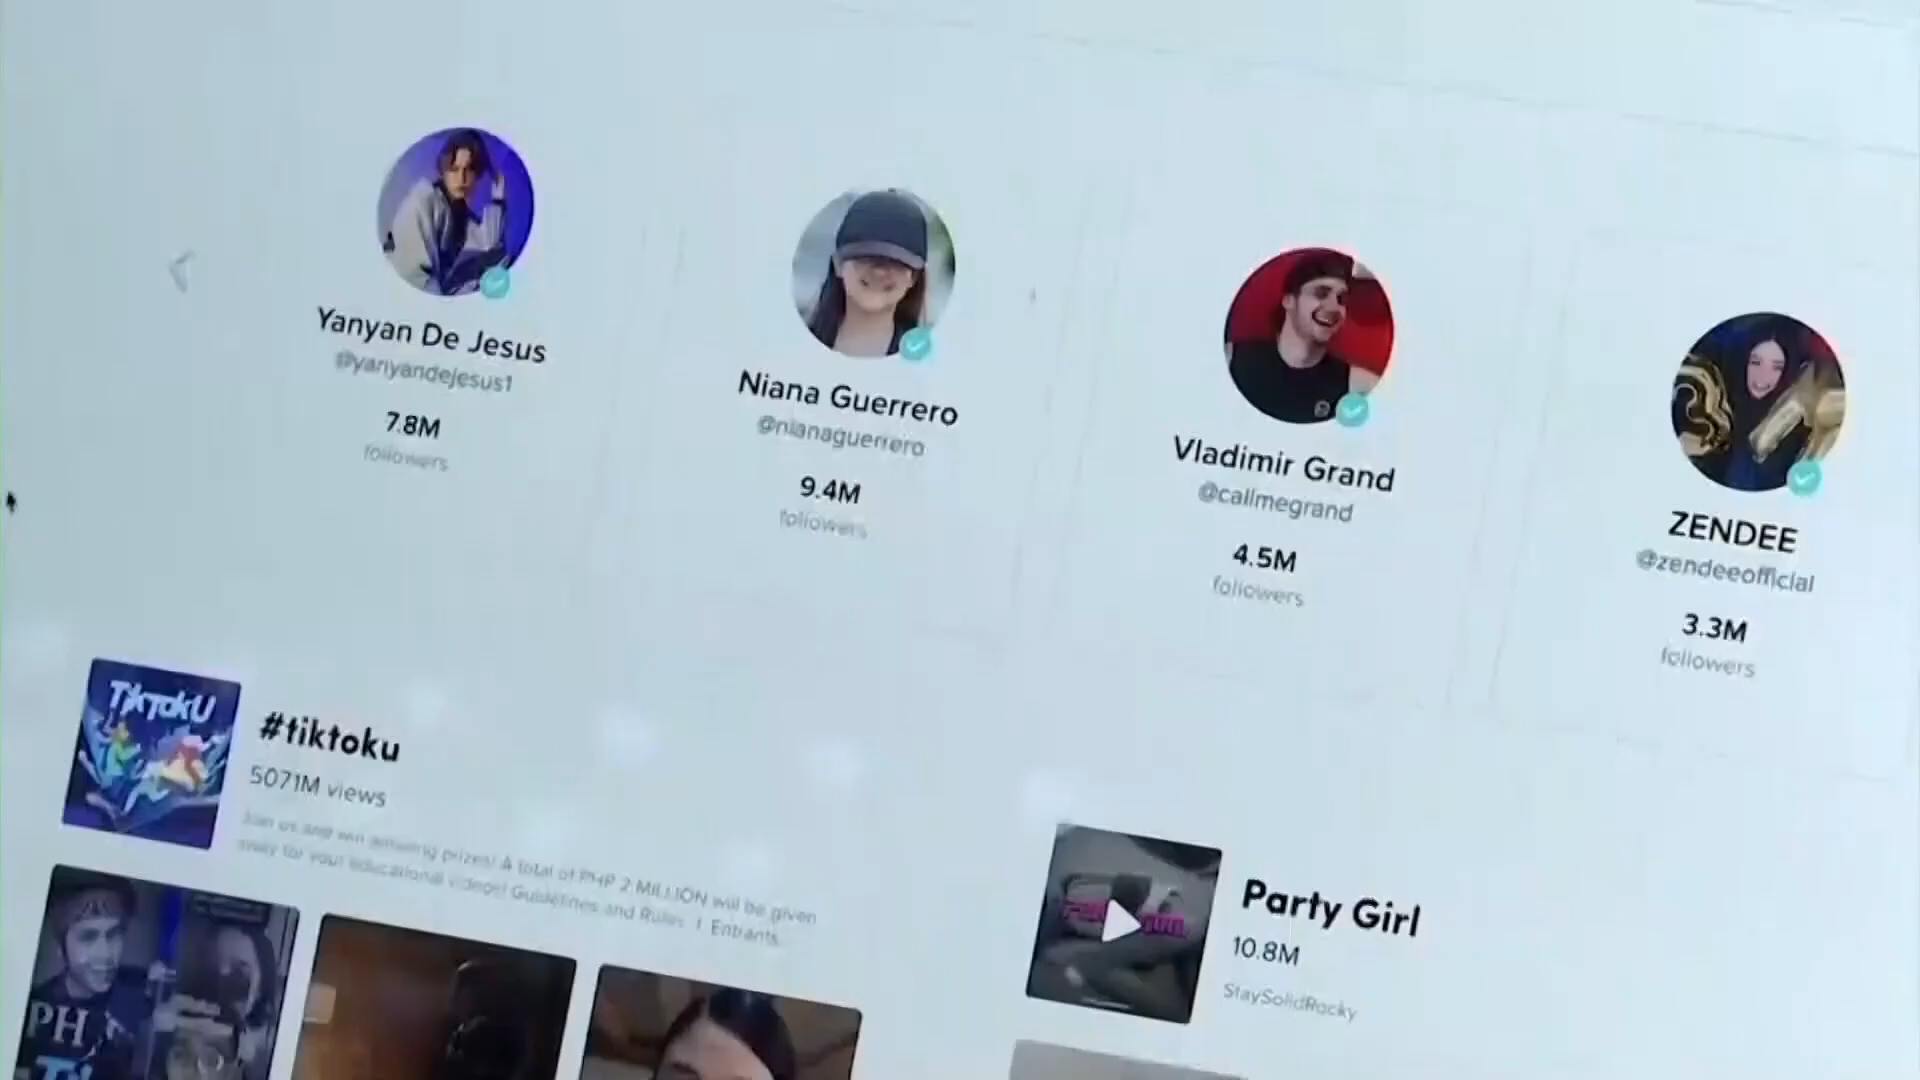 Yanyan De Jesus
@yanyandejesus1
7.8M
followers
Niana Guerrero
@nianaguerrero
9.4M
followers
Vladimir Grand
@callmegrand
4.5M
followers
ZENDEE
@zendeeofficial
3.3M
followers
TikTokU
#tiktoku
5071M views
Join us and win amazing prizes! A total of PHP 2 MILLION will be given
away for your educational videos! Guidelines and Rules | Entrants
Party Girl
10.8M
StaySolidRocky
PH